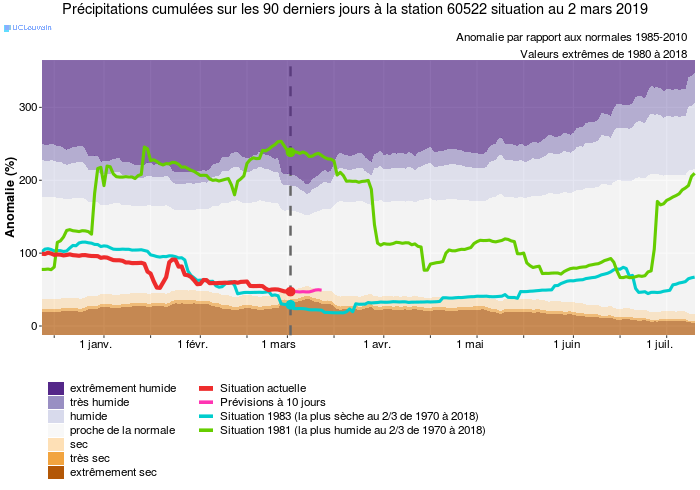 Précipitations cumulées sur les 90 derniers jours à la station 60522 situation au 2 mars 2019
UCLouvain
Anomalie par rapport aux normales 1985-2010
Valeurs extrêmes de 1980 à 2018
Anomalie (%)
300
200
100
0
1 janv. 1 févr. 1 mars 1 avr. 1 mai 1 juin 1 juil.
extrêmement humide
très humide
humide
proche de la normale
sec
très sec
extrêmement sec
Situation actuelle
Prévisions à 10 jours
Situation 1983 (la plus sèche au 2/3 de 1970 à 2018)
Situation 1981 (la plus humide au 2/3 de 1970 à 2018)